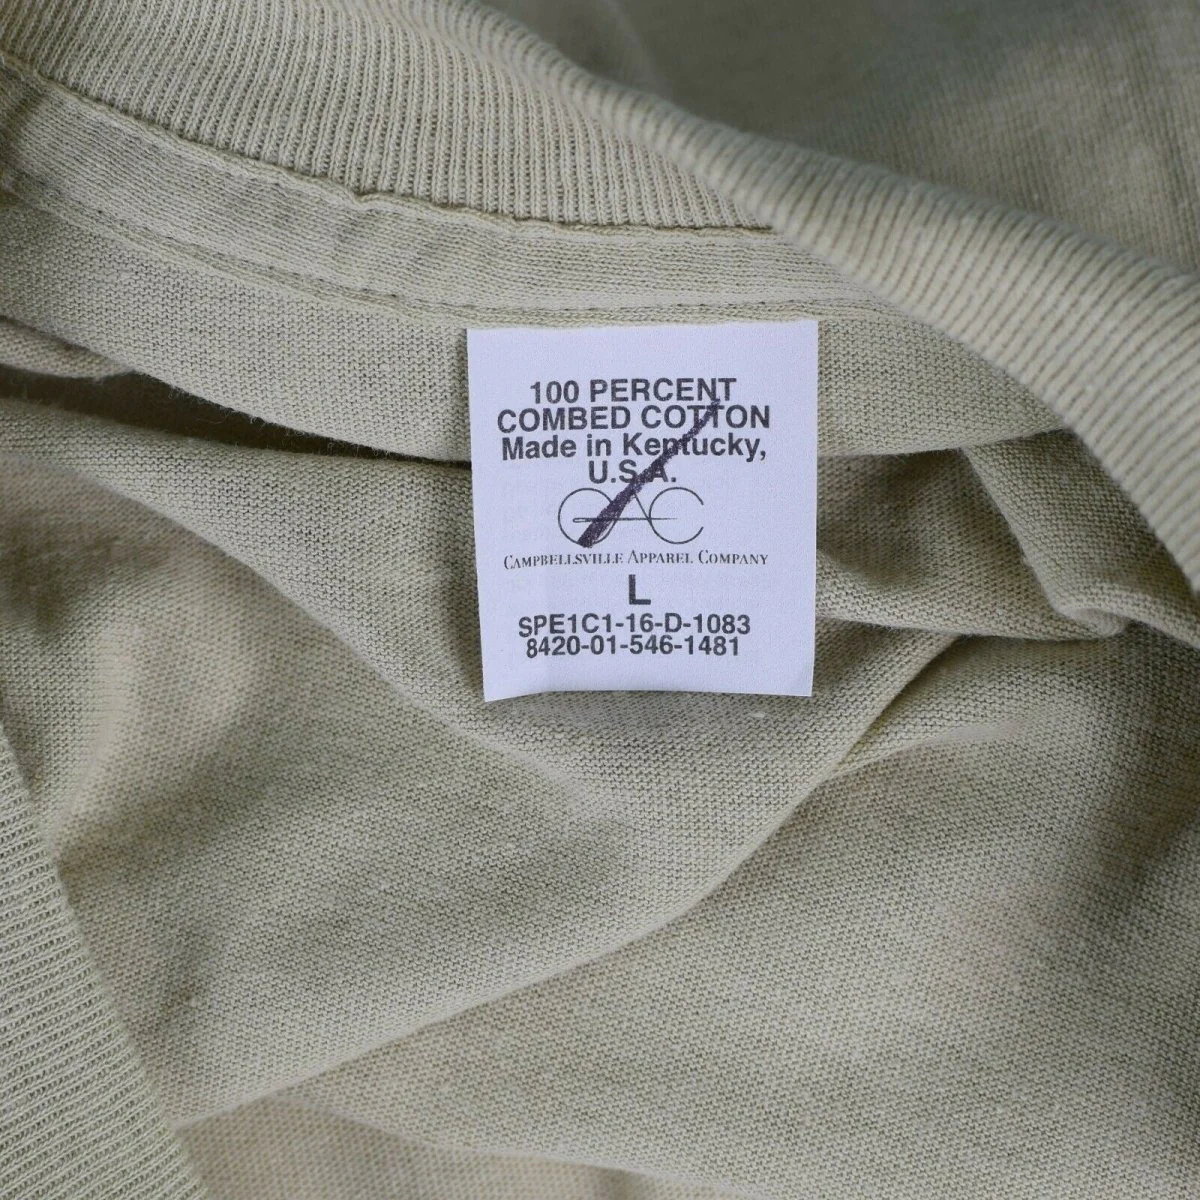 100 PERCENT
COMBED COTTON
Made in Kentucky,
U.S.A.
CAC
CAMPBELLSVILLE APPAREL COMPANY
L
SPE1C1-16-D-1083
8420-01-546-1481